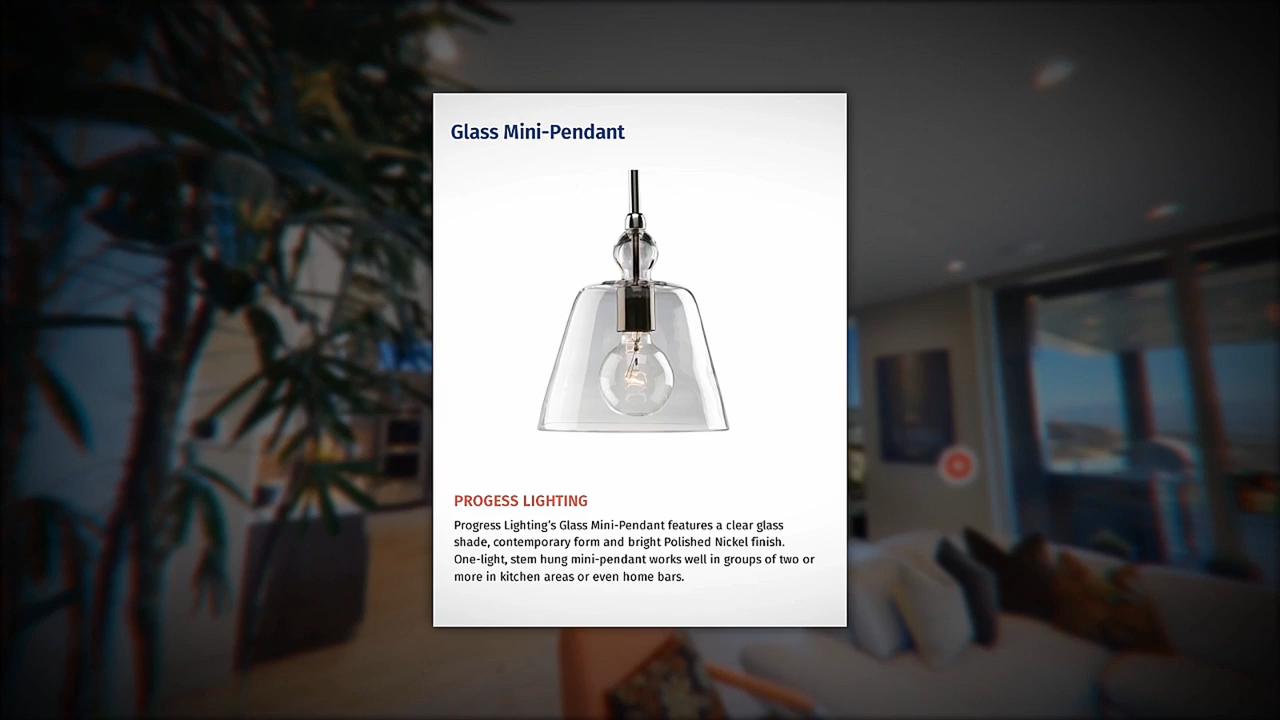 Glass Mini-Pendant
PROGESS LIGHTING
Progress Lighting's Glass Mini-Pendant features a clear glass
shade, contemporary form and bright Polished Nickel finish.
One-light, stem hung mini-pendant works well in groups of two or
more in kitchen areas or even home bars.